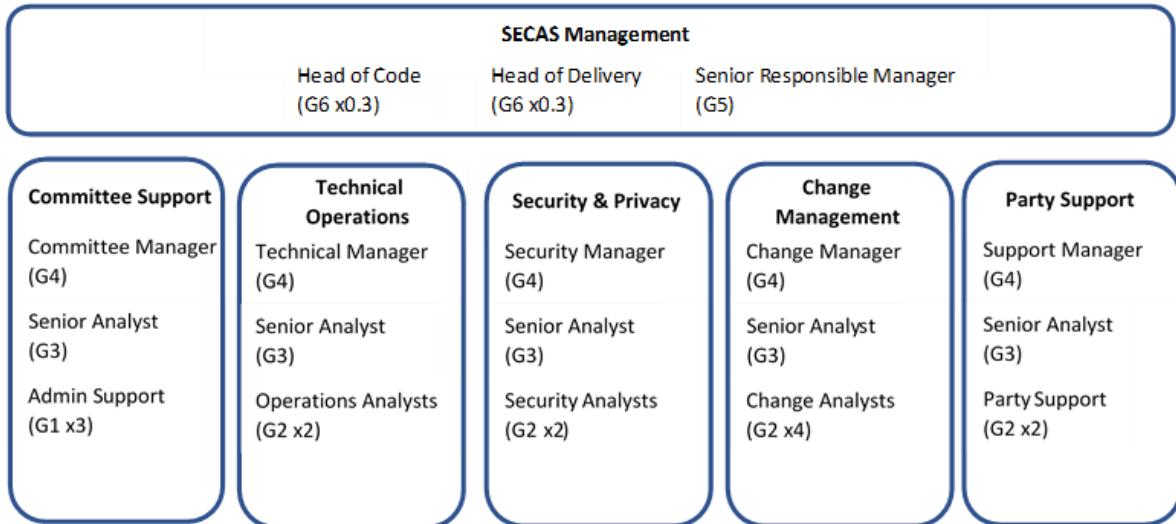 SECAS Management
Head of Code
(G6 x0.3)
Head of Delivery
(G6 x0.3)
Senior Responsible Manager
(G5)
Committee Support
Committee Manager
(G4)
Senior Analyst
(G3)
Admin Support
(G1 x3)
Technical
Operations
Technical Manager
(G4)
Senior Analyst
(G3)
Operations Analysts
(G2 x2)
Security & Privacy
Security Manager
(G4)
Senior Analyst
(G3)
Security Analysts
(G2 x2)
Change
Management
Change Manager
(G4)
Senior Analyst
(G3)
Change Analysts
(G2 x4)
Party Support
Support Manager
(G4)
Senior Analyst
(G3)
Party Support
(G2 x2)